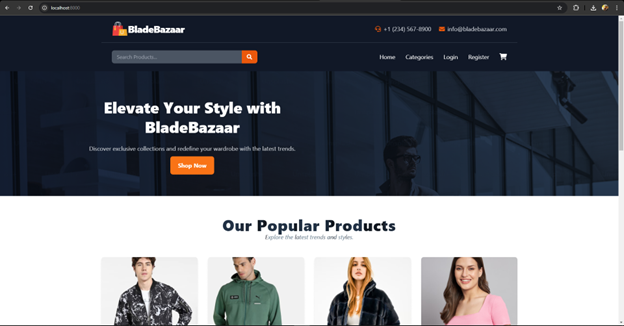 localhost:8000
BladeBazaar
+1 (234) 567-8900 info@bladebazaar.com
Search Products...
Home Categories Login Register
Elevate Your Style with
BladeBazaar
Discover exclusive collections and redefine your wardrobe with the latest trends.
Shop Now
Our Popular Products
Explore the latest trends and styles.